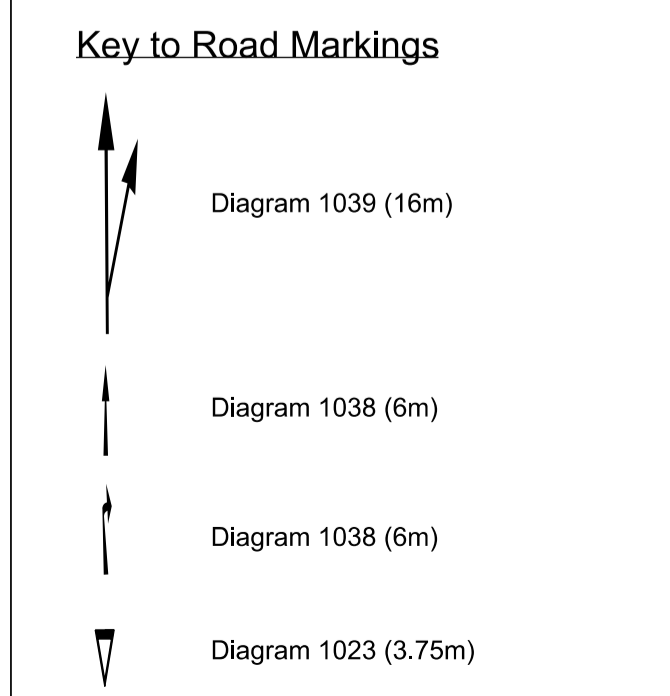 Key to Road Markings
Diagram 1039 (16m)
Diagram 1038 (6m)
Diagram 1038 (6m)
Diagram 1023 (3.75m)